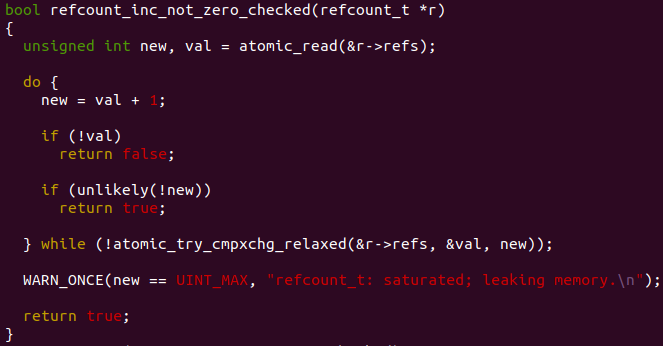 bool refcount_inc_not_zero_checked(refcount_t *r)
{
  unsigned int new, val = atomic_read(&r->refs);

  do {
    new = val + 1;

    if (!val)
      return false;

    if (unlikely(!new))
      return true;

  } while (!atomic_try_cmpxchg_relaxed(&r->refs, &val, new));

  WARN_ONCE(new == UINT_MAX, "refcount_t: saturated; leaking memory.\n");

  return true;
}